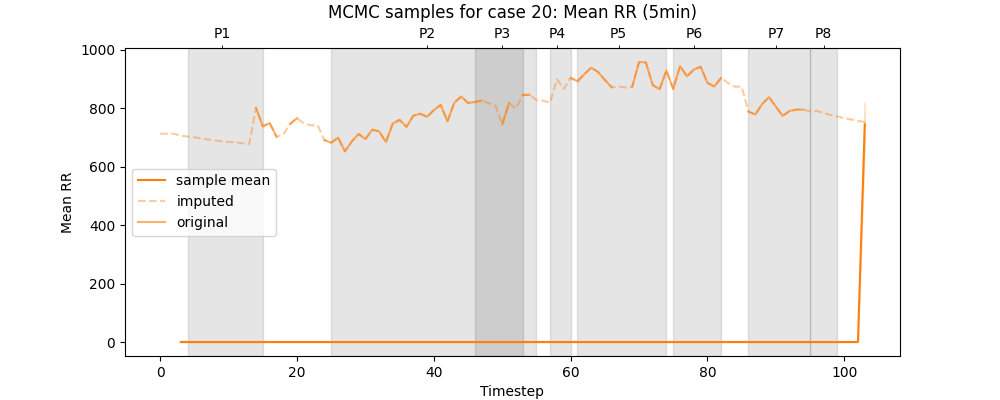 MCMC samples for case 20: Mean RR (5min)
P1 P2 P3 P4 P5 P6 P7 P8
1000
800
600
400
200
0
Mean RR
sample mean
imputed
original
0 20 40 60 80 100
Timestep